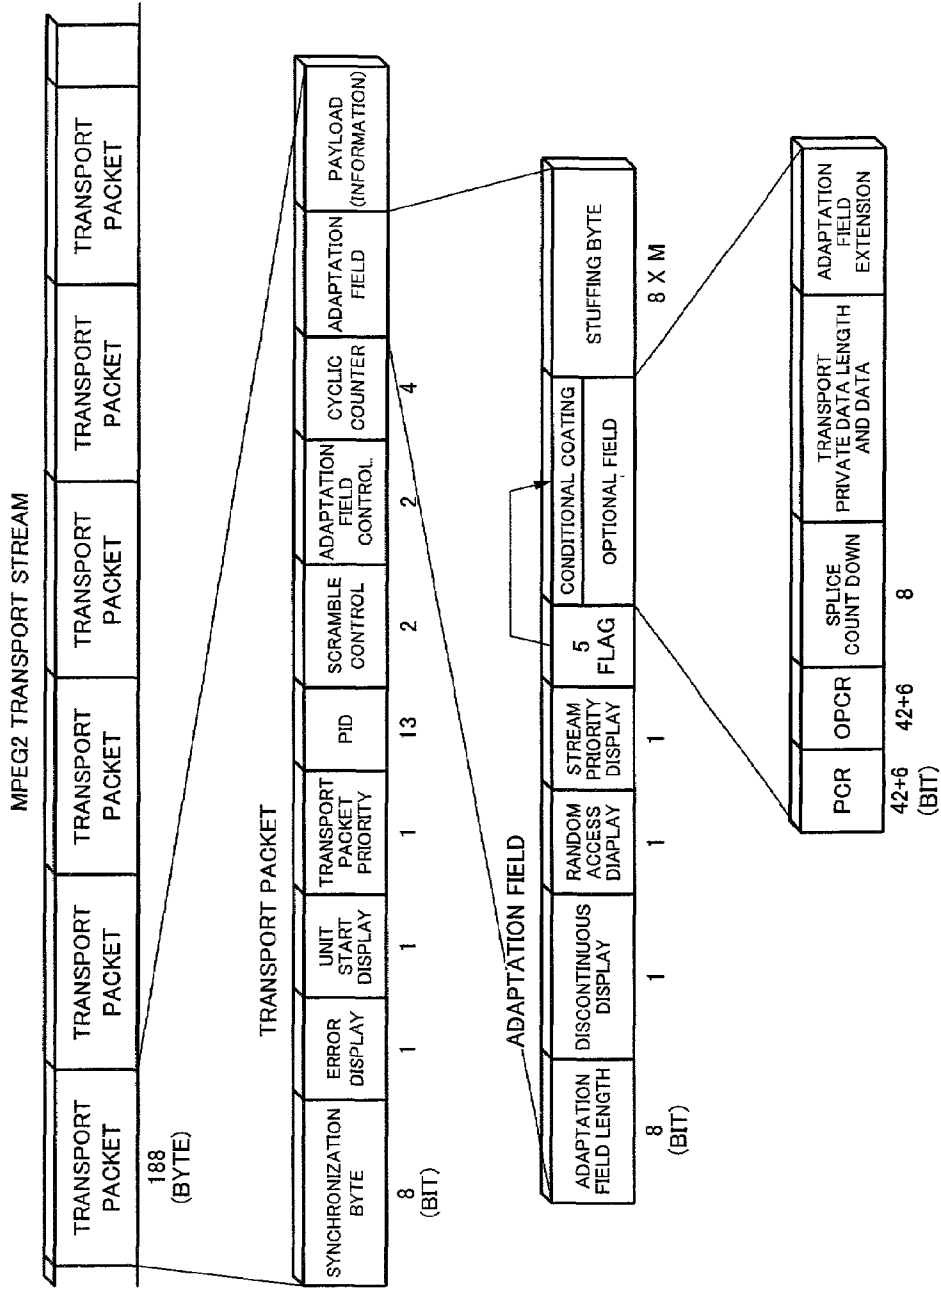 MPEG2 TRANSPORT STREAM
TRANSPORT
PACKET
TRANSPORT
PACKET
TRANSPORT
PACKET
TRANSPORT
PACKET
TRANSPORT
PACKET
TRANSPORT
PACKET
188
(BYTE)
TRANSPORT PACKET
SYNCHRONIZATION
BYTE
ERROR
DISPLAY
UNIT
START
DISPLAY
TRANSPORT
PACKET
PRIORITY
PID
SCRAMBLE
CONTROL
ADAPTATION
FIELD
CONTROL
CYCLIC
COUNTER
ADAPTATION
FIELD
PAYLOAD
(INFORMATION)
8
(BIT)
1
1
1
13
2
2
4
ADAPTATION FIELD
ADAPTATION
FIELD LENGTH
DISCONTINUOUS
DISPLAY
RANDOM
ACCESS
DIAPLAY
STREAM
PRIORITY
DISPLAY
5
FLAG
CONDITIONAL COATING
OPTIONAL FIELD
STUFFING BYTE
8
(BIT)
1
1
1
8 X M
PCR
OPCR
SPLICE
COUNT DOWN
TRANSPORT
PRIVATE DATA LENGTH
AND DATA
ADAPTATION
FIELD
EXTENSION
42+6
(BIT)
42+6
8